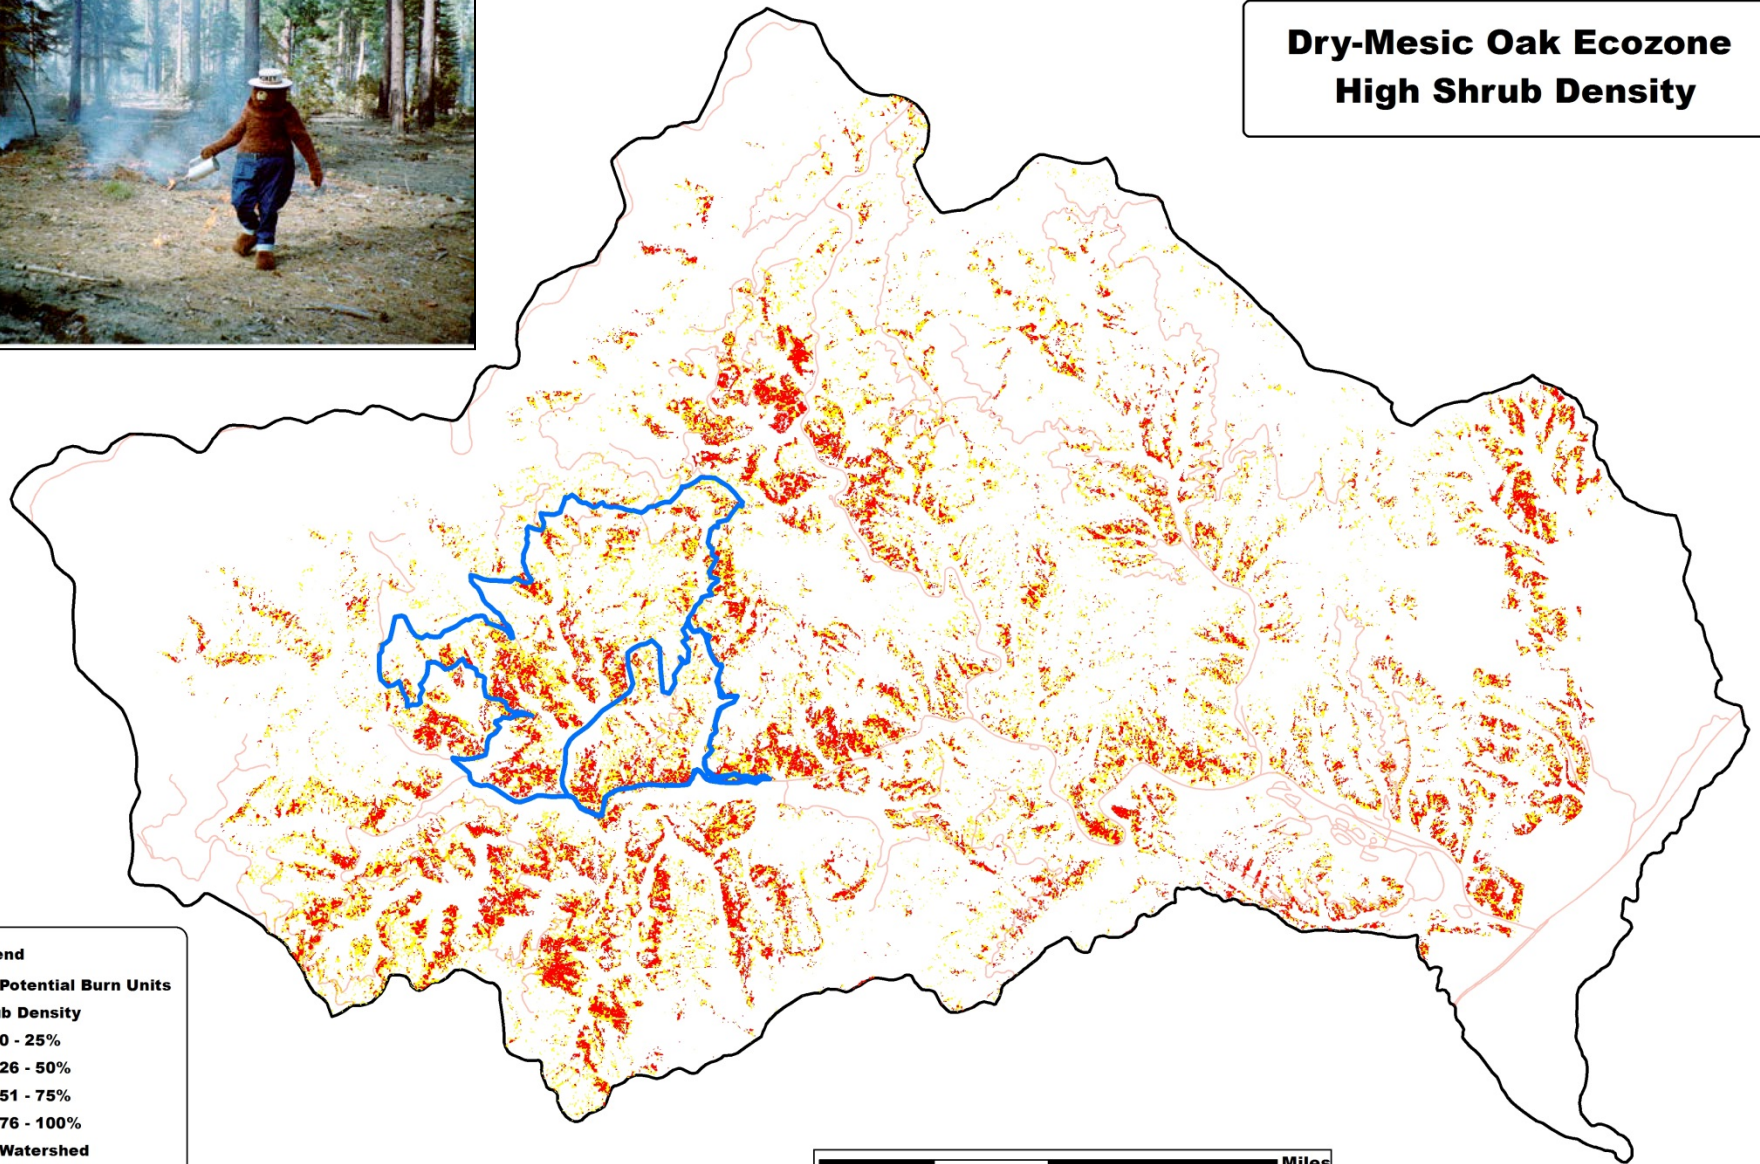 Dry-Mesic Oak Ecozone
High Shrub Density
end
Potential Burn Units
b Density
0 - 25%
26 - 50%
51 - 75%
76 - 100%
Watershed
Miles